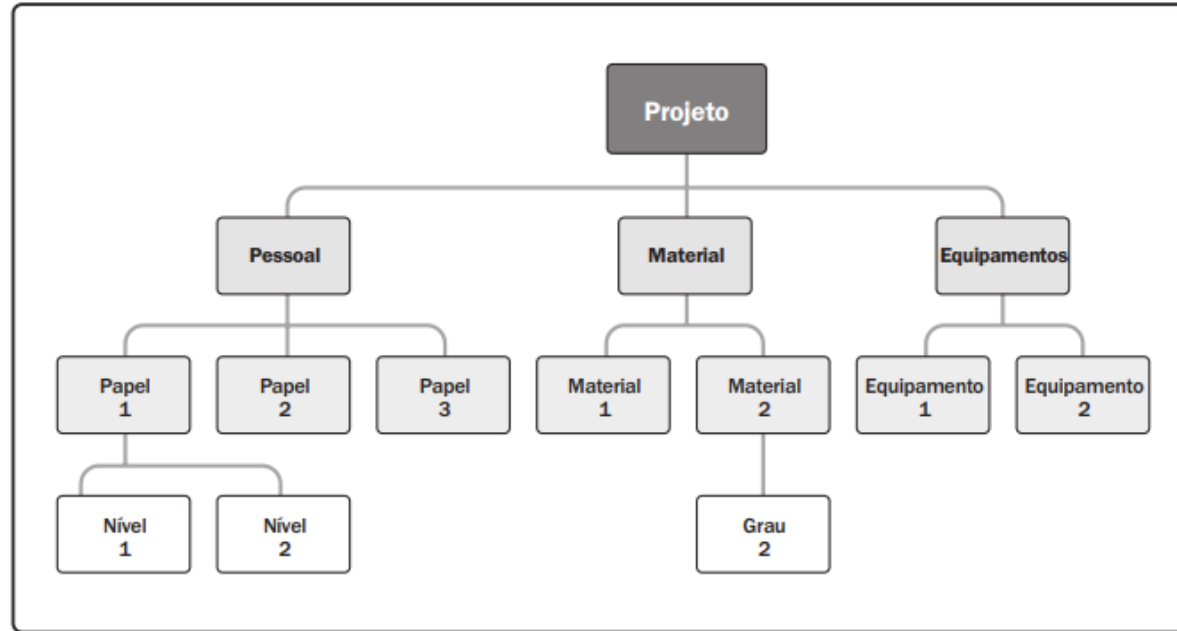 Projeto
Pessoal
Material
Equipamentos
Papel
1
Papel
2
Papel
3
Material
1
Material
2
Equipamento
1
Equipamento
2
Nível
1
Nível
2
Grau
2